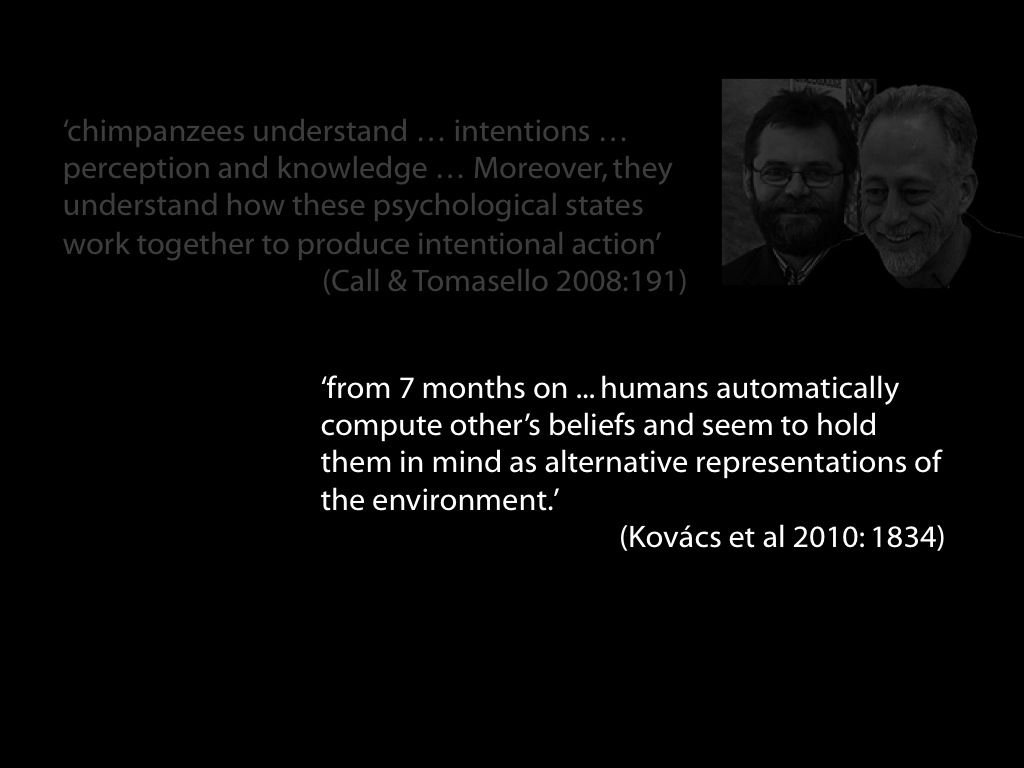 ‘chimpanzees understand … intentions …
perception and knowledge … Moreover, they
understand how these psychological states
work together to produce intentional action’
(Call & Tomasello 2008:191)
‘from 7 months on ... humans automatically
compute other’s beliefs and seem to hold
them in mind as alternative representations of
the environment.’
(Kovács et al 2010: 1834)